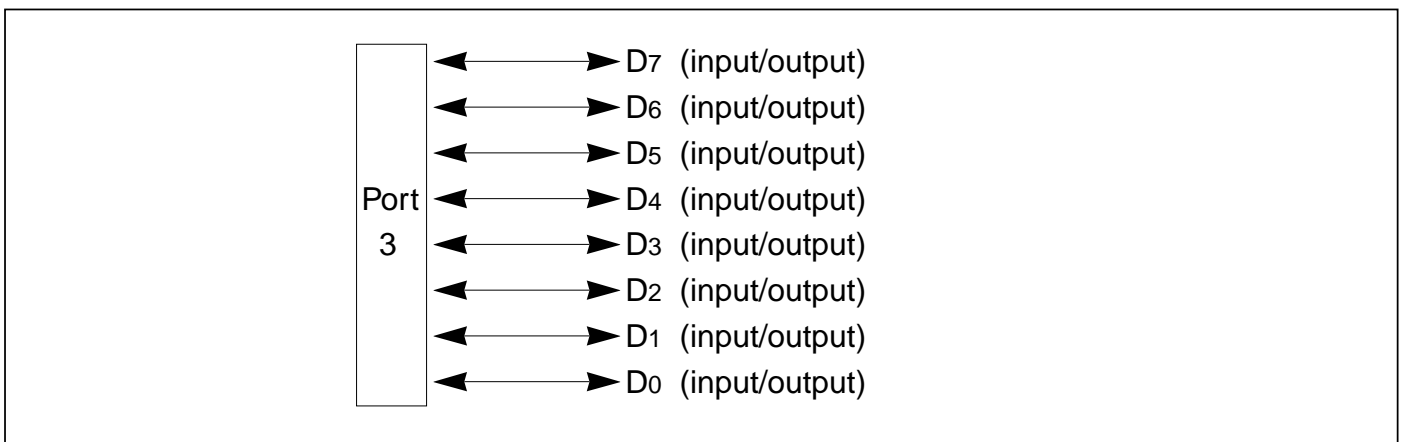 D7 (input/output)
D6 (input/output)
D5 (input/output)
Port
D4 (input/output)
3
D3 (input/output)
D2 (input/output)
D1 (input/output)
D0 (input/output)